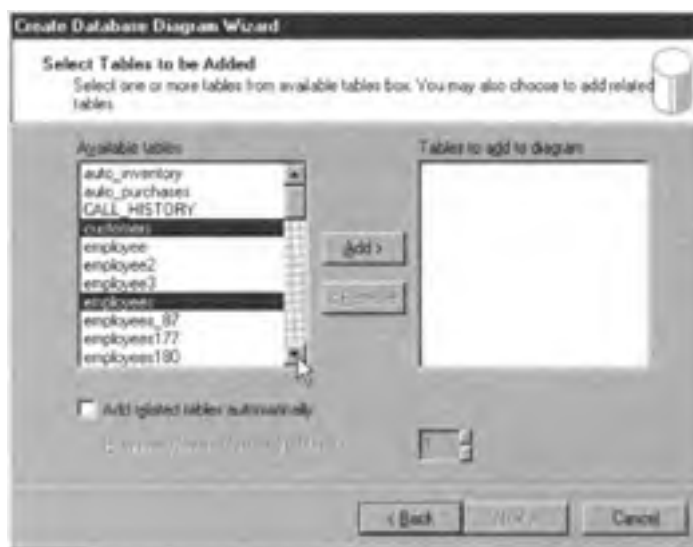 Create Database Diagram Wizard
Select Tables to be Added
Select one or more tables from available tables box. You may also choose to add related
tables.
Available tables
Tables to add to diagram
auto_inventory
auto_purchases
CALL_HISTORY
customers
employee
employee2
employee3
employees
employees_87
employees177
employees180
Add >
Add related tables automatically
1
< Back
Cancel